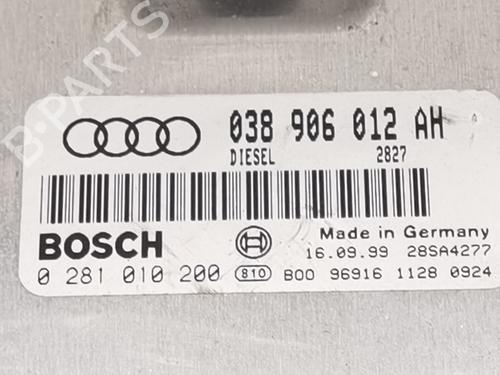 B-PARTS
038 906 012 AH
DIESEL 2827
BOSCH
Made in Germany
16.09.99 28SA4277
0 281 010 200 810 B00 96916 1128 0924